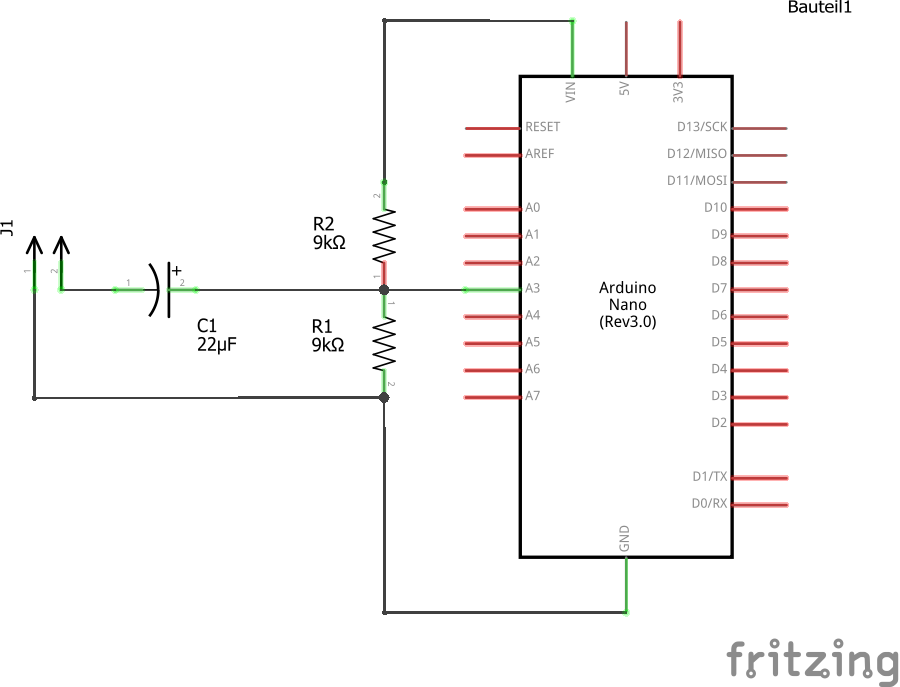 Bauteil1
VIN
5V
3V3
RESET
AREF
A0
A1
A2
A3
A4
A5
A6
A7
D13/SCK
D12/MISO
D11/MOSI
D10
D9
D8
D7
D6
D5
D4
D3
D2
D1/TX
D0/RX
GND
Arduino
Nano
(Rev3.0)
J1
1
2
1
+
2
C1
22µF
2
R2
9kΩ
1
1
R1
9kΩ
2
fritzing